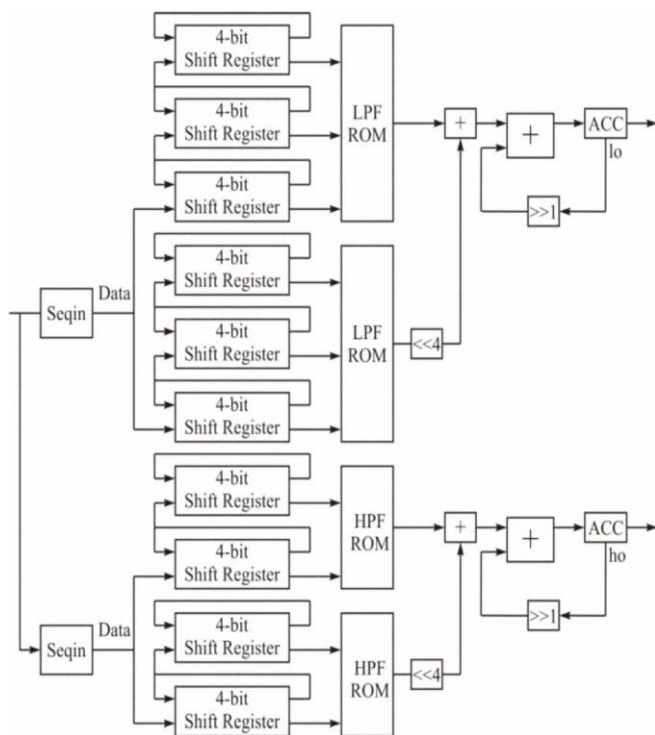 4-bit
Shift Register
4-bit
Shift Register
4-bit
Shift Register
LPF
ROM
+
+
ACC
lo
>>1
Seqin
Data
4-bit
Shift Register
4-bit
Shift Register
4-bit
Shift Register
LPF
ROM
<<4
4-bit
Shift Register
4-bit
Shift Register
HPF
ROM
+
+
ACC
ho
>>1
Seqin
Data
4-bit
Shift Register
4-bit
Shift Register
HPF
ROM
<<4